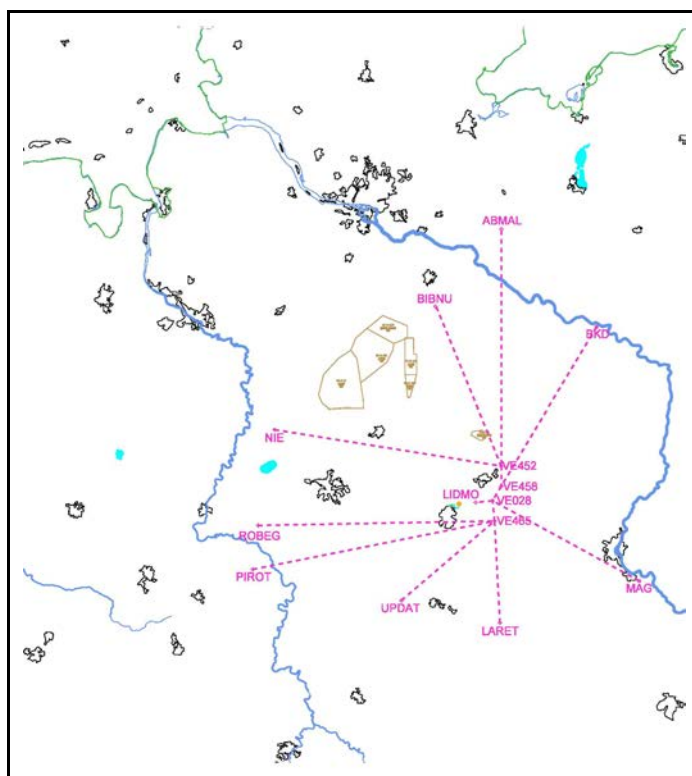 ABMAL
BIBNU
BKD
NIE
VE452
VE458
LIDMO
VE028
ROBEG
VE465
PIROT
MAG
UPDAT
LARET